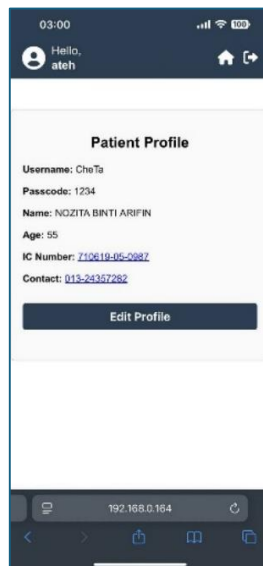 03:00
100
Hello,
ateh
Patient Profile
Username: CheTa
Passcode: 1234
Name: NOZITA BINTI ARIFIN
Age: 55
IC Number: 710619-05-0987
Contact: 013-24357282
Edit Profile
192.168.0.164